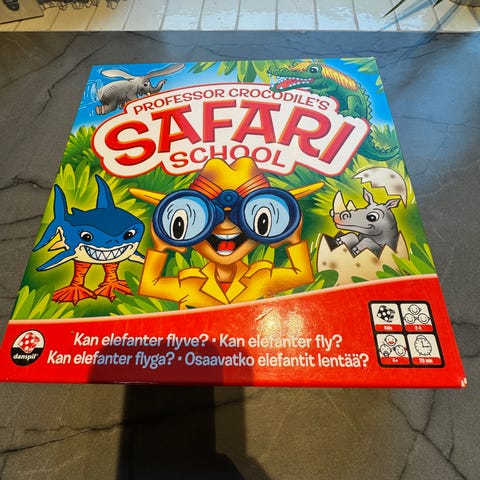 PROFESSOR CROCODILE'S
SAFARI
SCHOOL
Kan elefanter flyve? • Kan elefanter fly?
Kan elefanter flyga? • Osaavatko elefantit lentää?
danspil